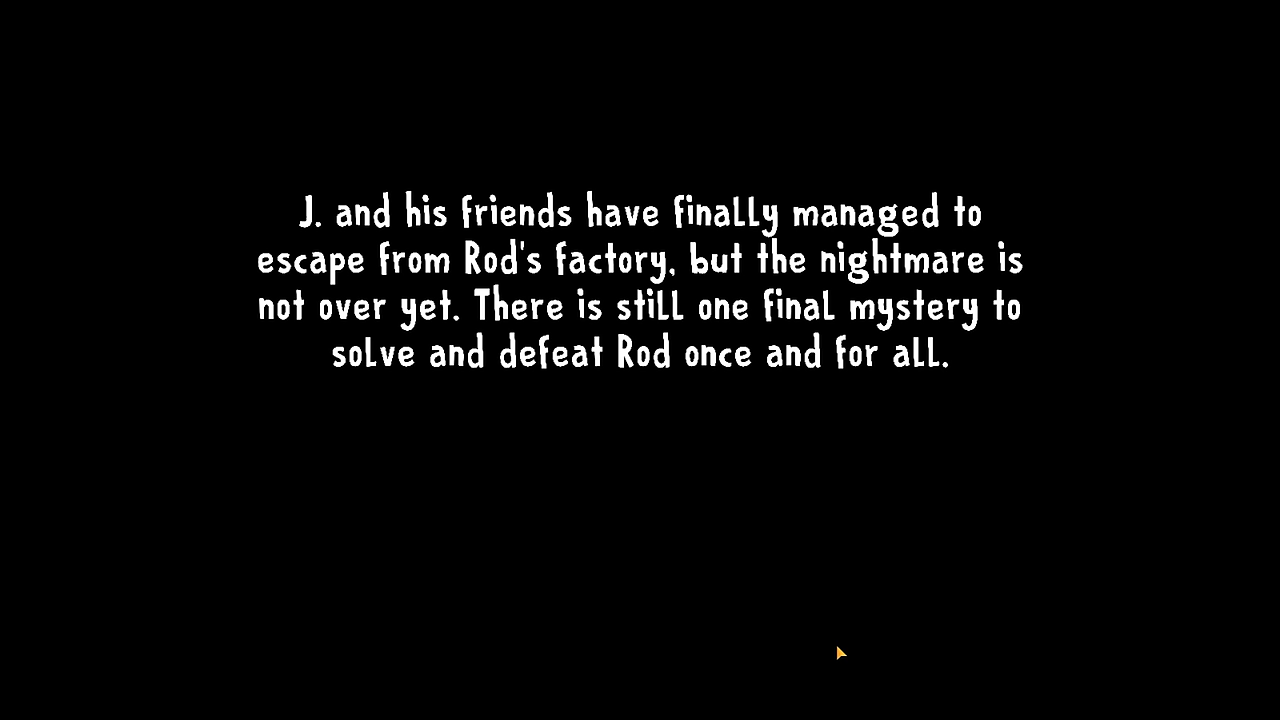 J. and his friends have finally managed to
escape from Rod's factory, but the nightmare is
not over yet. There is still one final mystery to
solve and defeat Rod once and for all.